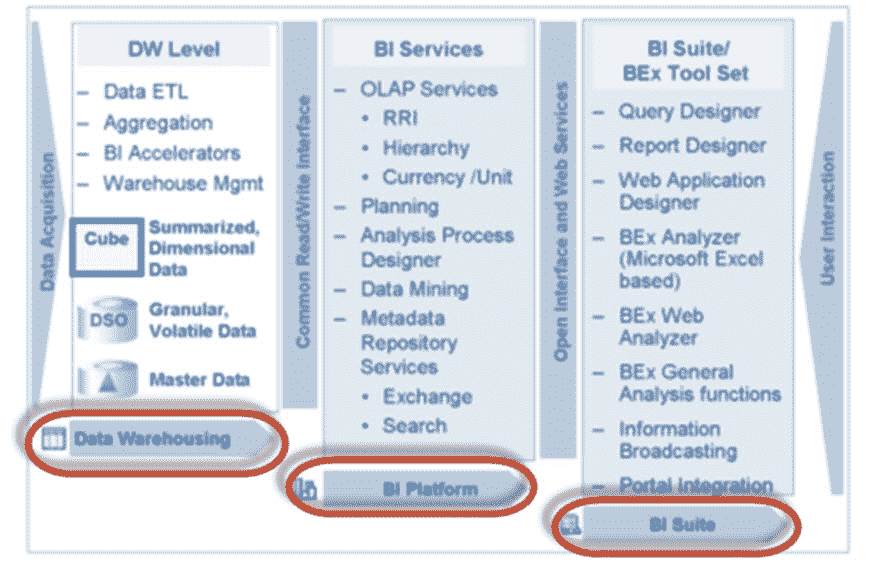 Data Acquisition
DW Level
– Data ETL
– Aggregation
– BI Accelerators
– Warehouse Mgmt
Cube
Summarized,
Dimensional
Data
DSO
Granular,
Volatile Data
Master Data
Data Warehousing
Common Read/Write Interface
BI Services
– OLAP Services
• RRI
• Hierarchy
• Currency /Unit
– Planning
– Analysis Process
Designer
– Data Mining
– Metadata
Repository
Services
• Exchange
• Search
BI Platform
Open Interface and Web Services
BI Suite/
BEx Tool Set
– Query Designer
– Report Designer
– Web Application
Designer
– BEx Analyzer
(Microsoft Excel
based)
– BEx Web
Analyzer
– BEx General
Analysis functions
– Information
Broadcasting
– Portal Integration
BI Suite
User Interaction